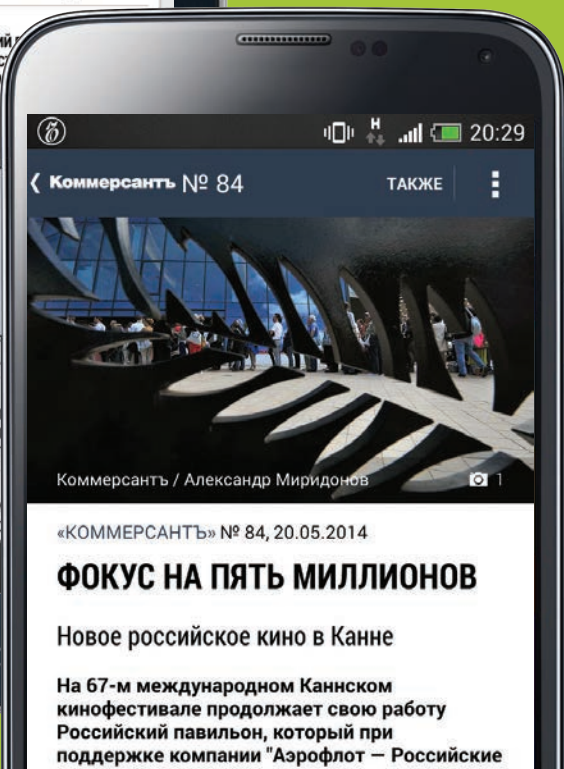 Ъ
H
20:29
Коммерсантъ № 84
ТАКЖЕ
Коммерсантъ / Александр Миридонов
1
«КОММЕРСАНТЪ» № 84, 20.05.2014
ФОКУС НА ПЯТЬ МИЛЛИОНОВ
Новое российское кино в Канне
На 67-м международном Каннском
кинофестивале продолжает свою работу
Российский павильон, который при
поддержке компании "Аэрофлот — Российские